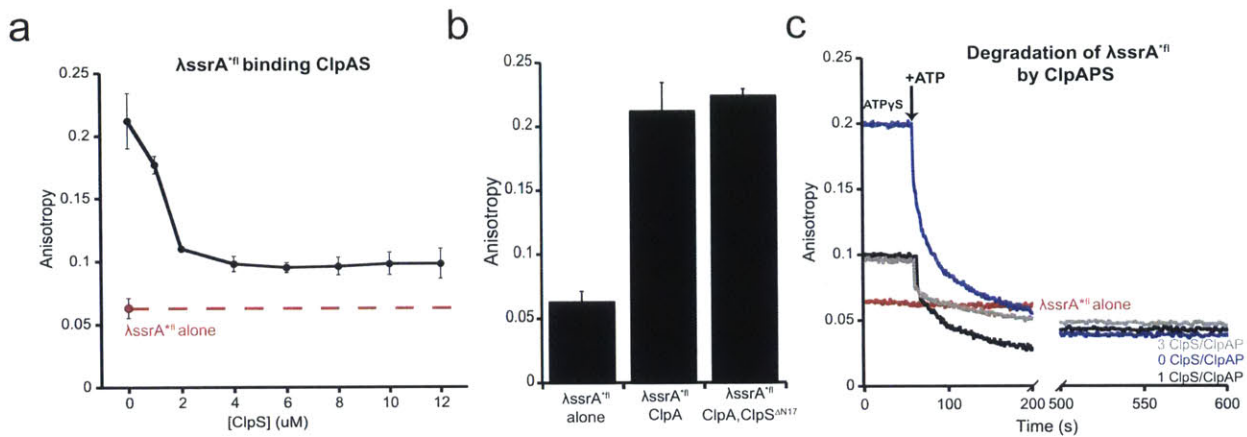 a
λssrA*fl binding ClpAS
0.25
0.2
0.15
0.1
0.05
0
Anisotropy
λssrA*fl alone
0 2 4 6 8 10 12
[ClpS] (uM)
b
0.25
0.2
0.15
0.1
0.05
0
Anisotropy
λssrA*fl
alone
λssrA*fl
ClpA
λssrA*fl
ClpA,ClpSΔN17
c
Degradation of λssrA*fl
by ClpAPS
+ATP
ATPγS
0.25
0.2
0.15
0.1
0.05
0
Anisotropy
λssrA*fl alone
3 ClpS/ClpAP
0 ClpS/ClpAP
1 ClpS/ClpAP
0 100 200 500 550 600
Time (s)